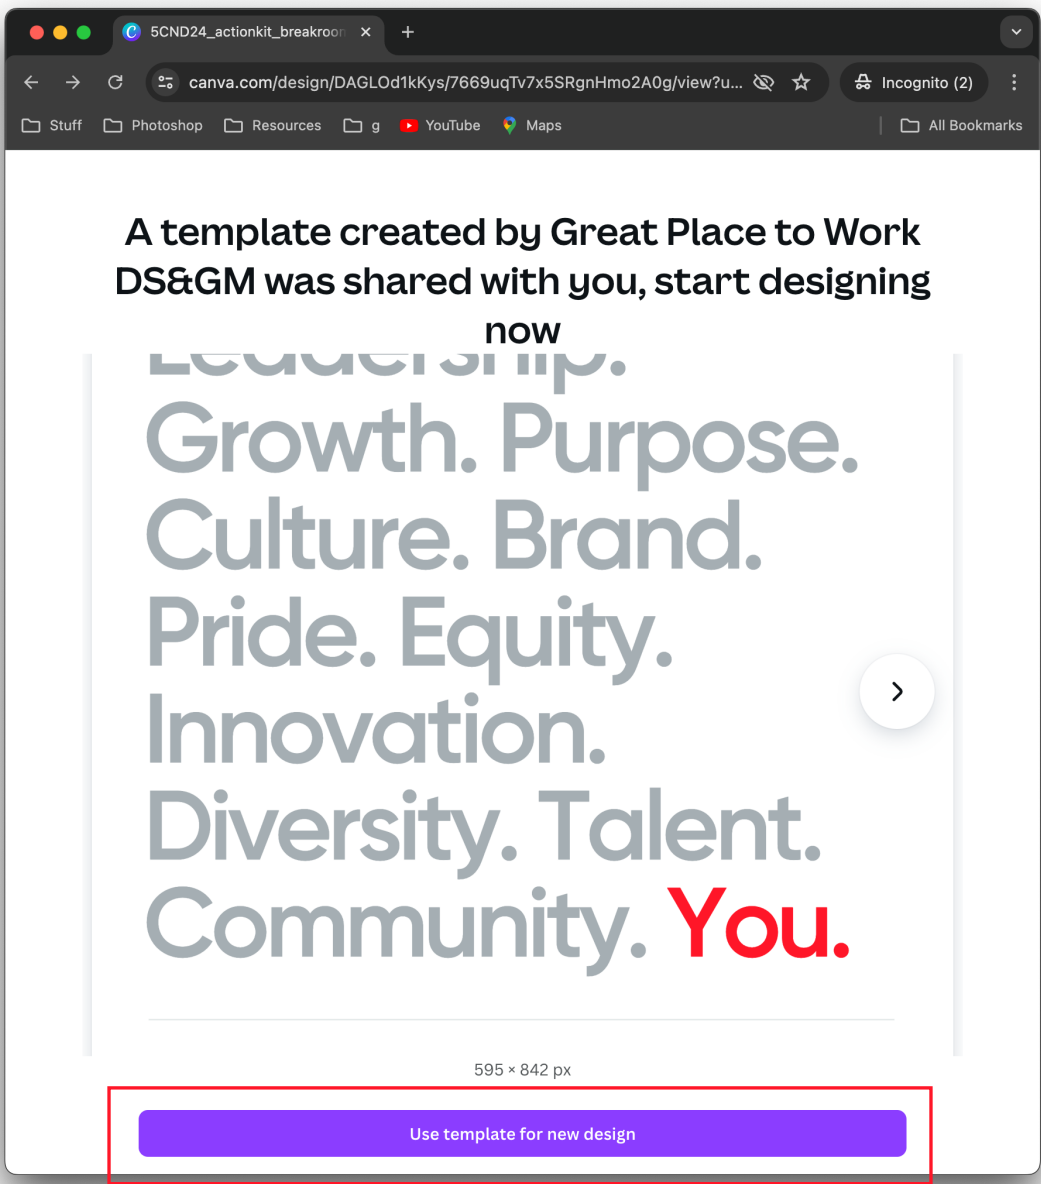 5CND24_actionkit_breakroon
canva.com/design/DAGLOd1kKys/7669uqTv7x5SRgnHmo2A0g/view?u...
Incognito (2)
Stuff
Photoshop
Resources
g
YouTube
Maps
All Bookmarks
A template created by Great Place to Work
DS&GM was shared with you, start designing
now
Leadership.
Growth. Purpose.
Culture. Brand.
Pride. Equity.
Innovation.
Diversity. Talent.
Community. You.
595 × 842 px
Use template for new design